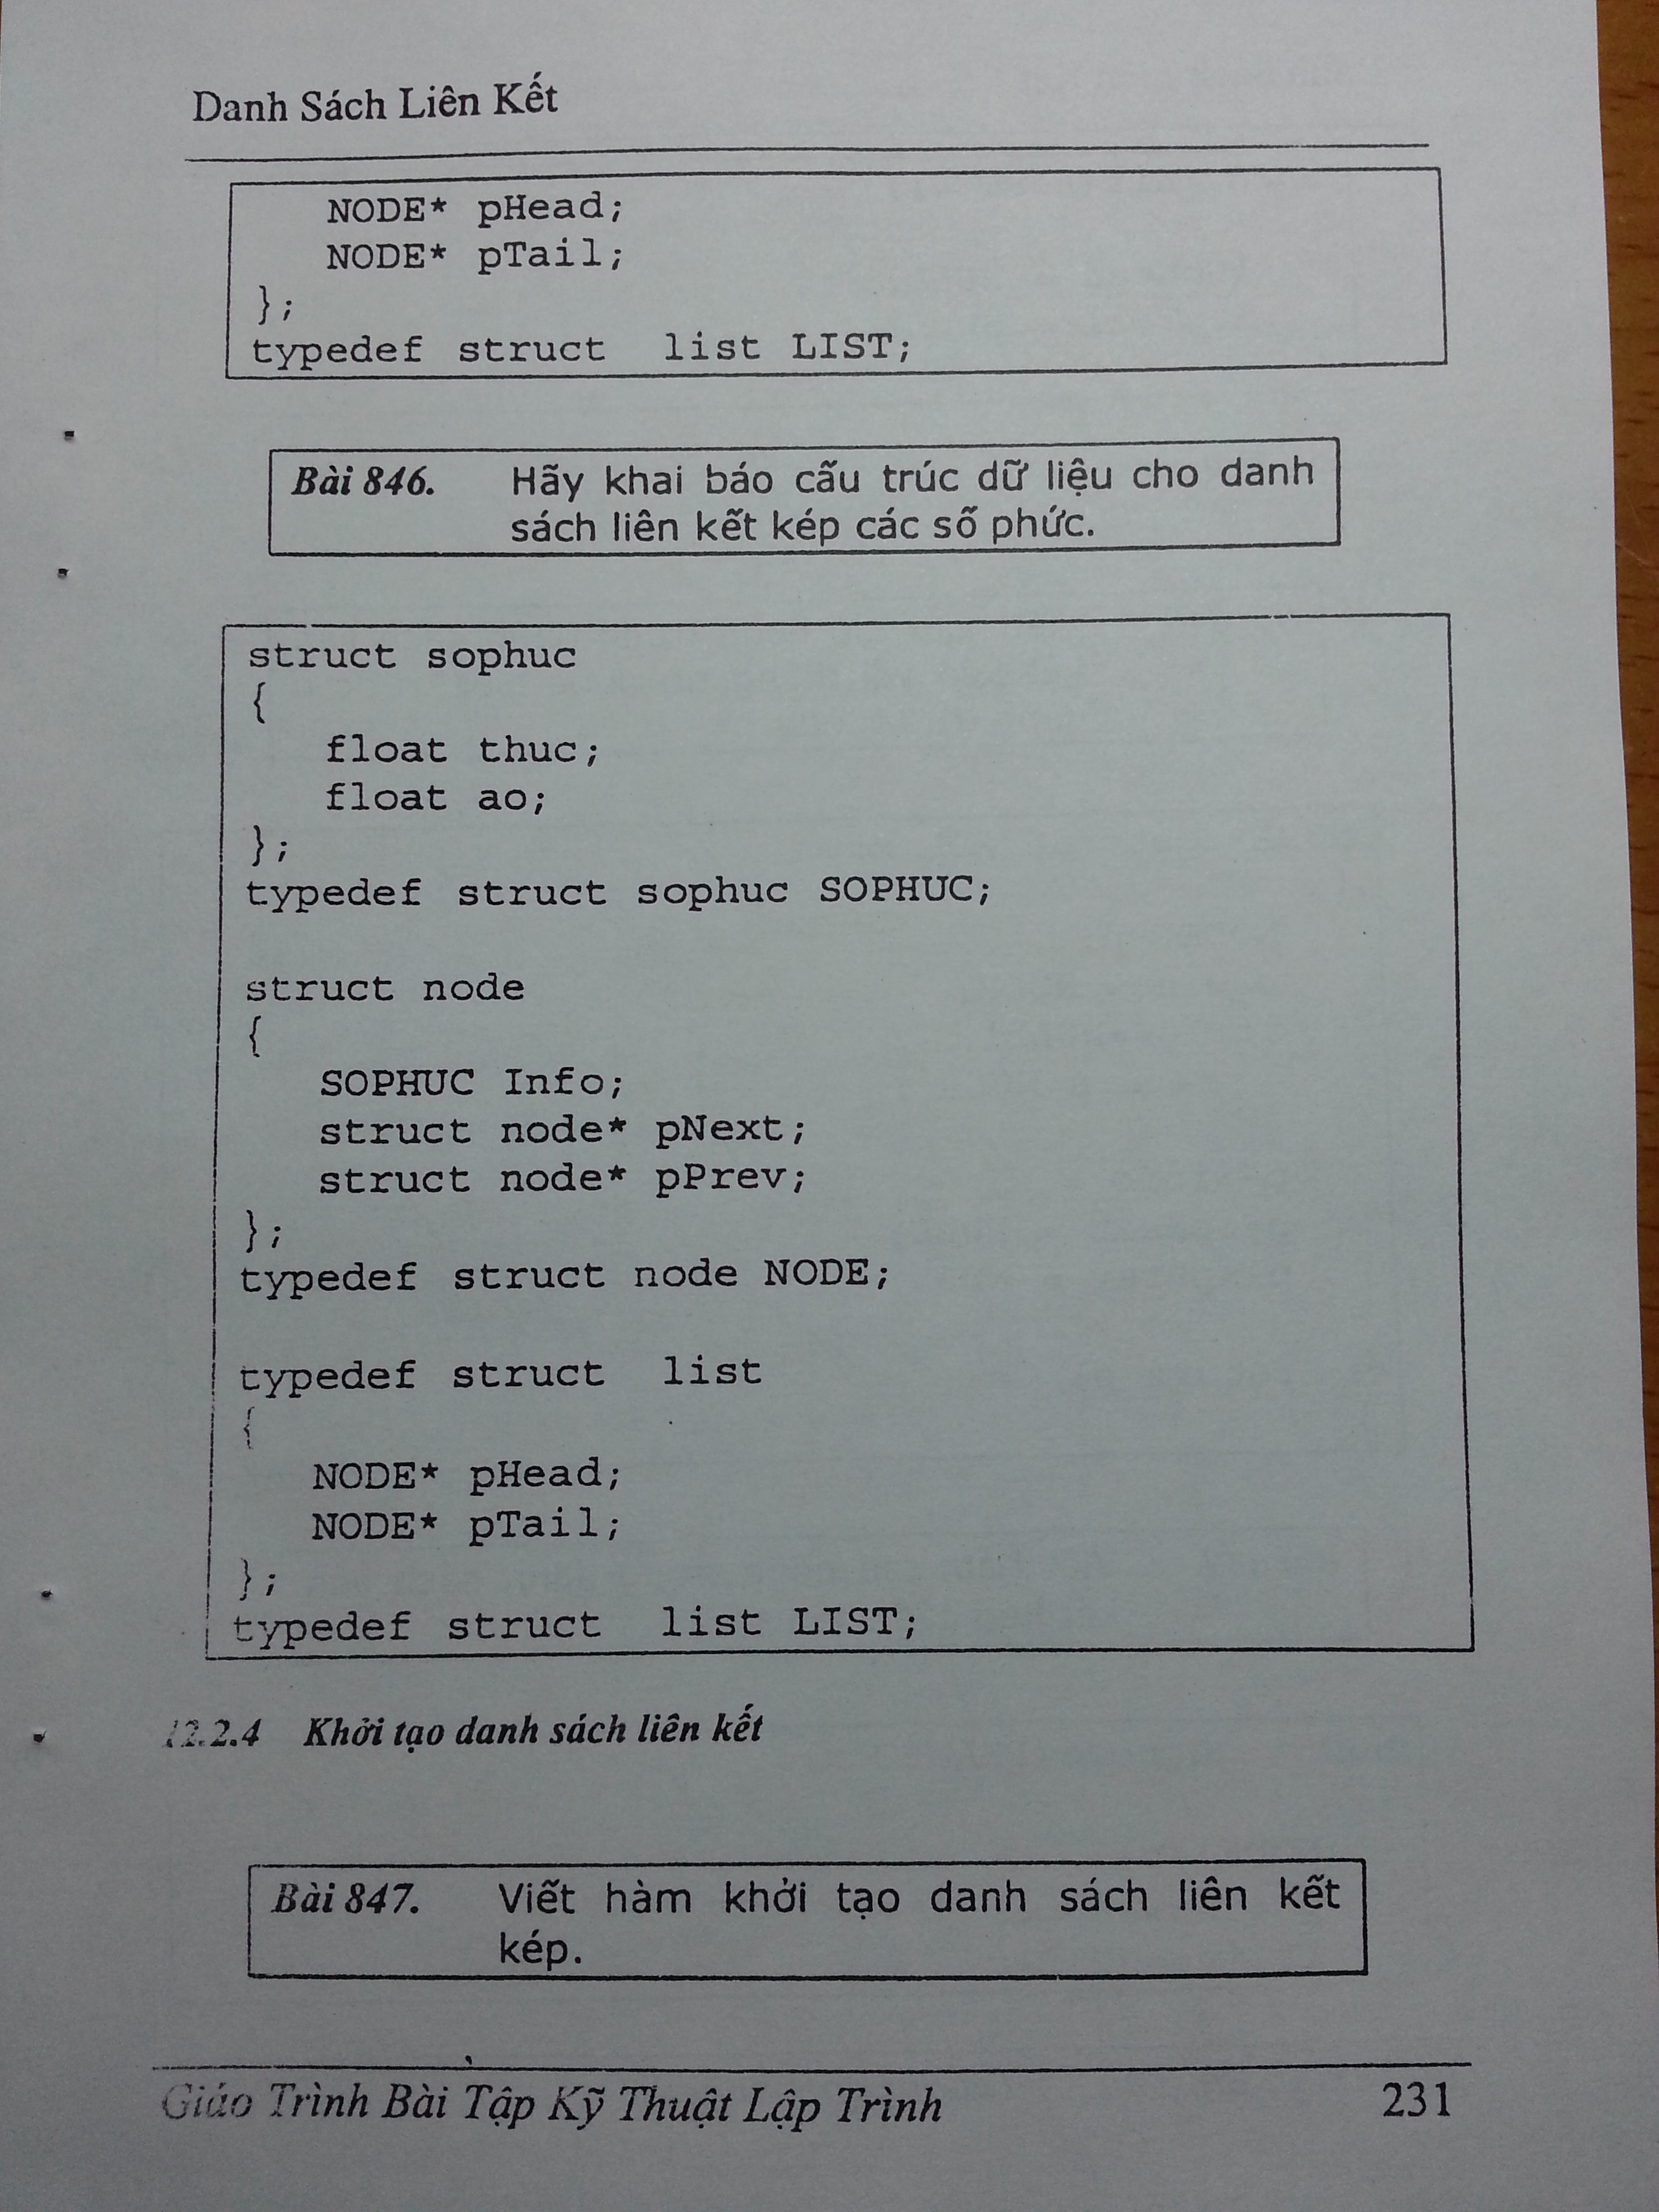 Danh Sách Liên Kết
NODE* pHead;
NODE* pTail;
};
typedef struct list LIST;
Bài 846. Hãy khai báo cấu trúc dữ liệu cho danh
sách liên kết kép các số phức.
struct sophuc
{
float thuc;
float ao;
};
typedef struct sophuc SOPHUC;
struct node
{
SOPHUC Info;
struct node* pNext;
struct node* pPrev;
};
typedef struct node NODE;
typedef struct list
{
NODE* pHead;
NODE* pTail;
};
typedef struct list LIST;
12.2.4 Khởi tạo danh sách liên kết
Bài 847. Viết hàm khởi tạo danh sách liên kết
kép.
Giáo Trình Bài Tập Kỹ Thuật Lập Trình 231